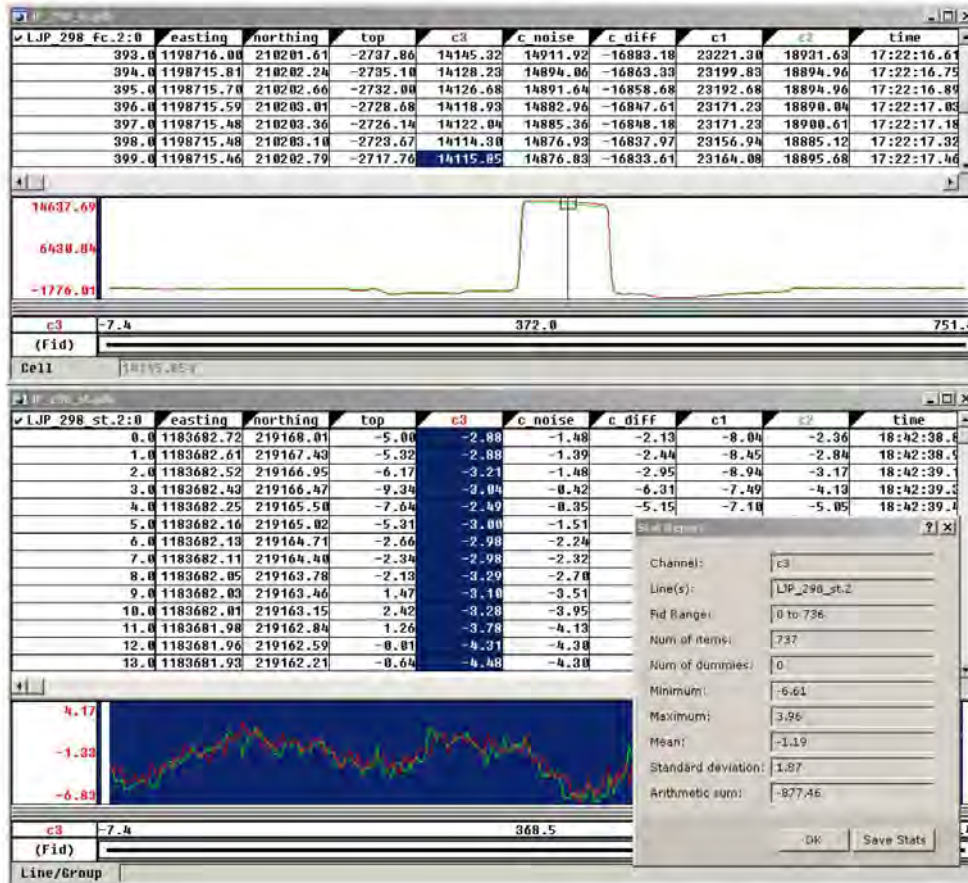 LJP_298_fc.2:0 easting northing top c3 c_noise c_diff c1 c2 time
393.0 1198716.00 210201.61 -2737.86 14145.32 14911.92 -16883.18 23221.30 18931.63 17:22:16.61
394.0 1198715.81 210202.24 -2735.10 14128.23 14894.06 -16863.33 23199.83 18894.96 17:22:16.75
395.0 1198715.70 210202.66 -2732.00 14126.68 14891.64 -16858.68 23192.68 18894.96 17:22:16.89
396.0 1198715.59 210203.01 -2728.68 14118.93 14882.96 -16847.61 23171.23 18890.04 17:22:17.03
397.0 1198715.48 210203.36 -2726.14 14122.04 14885.36 -16848.18 23171.23 18900.61 17:22:17.18
398.0 1198715.48 210203.10 -2723.67 14114.30 14876.93 -16837.97 23156.94 18885.12 17:22:17.32
399.0 1198715.46 210202.79 -2717.76 14115.85 14876.83 -16833.61 23164.08 18895.68 17:22:17.46
14637.69
6430.84
-1776.01
c3 -7.4 372.0 751.
(Fid)
Cell
LJP_298_st.2:0 easting northing top c3 c_noise c_diff c1 c2 time
0.0 1183682.72 219168.01 -5.00 -2.88 -1.48 -2.13 -8.04 -2.36 18:42:38.8
1.0 1183682.61 219167.43 -5.32 -2.88 -1.39 -2.44 -8.45 -2.84 18:42:38.9
2.0 1183682.52 219166.95 -6.17 -3.21 -1.48 -2.95 -8.94 -3.17 18:42:39.1
3.0 1183682.43 219166.47 -9.34 -3.04 -0.42 -6.31 -7.49 -4.13 18:42:39.
4.0 1183682.25 219165.50 -7.64 -2.49 -0.35 -5.15 -7.10 -5.05 18:42:39.4
5.0 1183682.16 219165.02 -5.31 -3.00 -1.51
6.0 1183682.13 219164.71 -2.66 -2.98 -2.24
7.0 1183682.11 219164.40 -2.34 -2.98 -2.32
8.0 1183682.05 219163.78 -2.13 -3.29 -2.70
9.0 1183682.03 219163.46 1.47 -3.10 -3.51
10.0 1183682.01 219163.15 2.42 -3.28 -3.95
11.0 1183681.98 219162.84 1.26 -3.78 -4.13
12.0 1183681.96 219162.59 -0.01 -4.31 -4.30
13.0 1183681.93 219162.21 -0.64 -4.48 -4.30
Stat Report
Channel: c3
Line(s): LJP_298_st.2
Fid Range: 0 to 736
Num of items: 737
Num of dummies: 0
Minimum: -6.61
Maximum: 3.96
Mean: -1.19
Standard deviation: 1.87
Arithmetic sum: -877.46
OK Save Stats
4.17
-1.33
-6.83
c3 -7.4 368.5
(Fid)
Line/Group